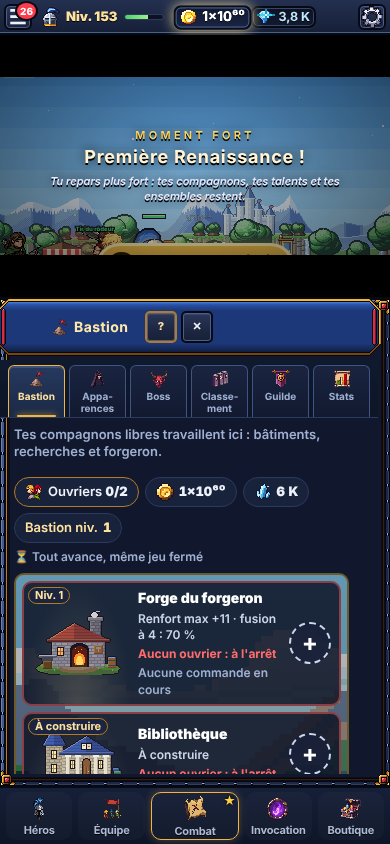 26
Niv. 153
1×10⁶⁰
3,8 K
MOMENT FORT
Première Renaissance !
Tu repars plus fort : tes compagnons, tes talents et tes
ensembles restent.
Bastion
?
×
Bastion
Appa-
rences
Boss
Classe-
ment
Guilde
Stats
Tes compagnons libres travaillent ici : bâtiments,
recherches et forgeron.
Ouvriers 0/2
1×10⁶⁰
6 K
Bastion niv. 1
Tout avance, même jeu fermé
Niv. 1
Forge du forgeron
Renfort max +11 · fusion
à 4 : 70 %
Aucun ouvrier : à l'arrêt
Aucune commande en
cours
+
À construire
Bibliothèque
À construire
Aucun ouvrier : à l'arrêt
+
Héros
Équipe
Combat
Invocation
Boutique